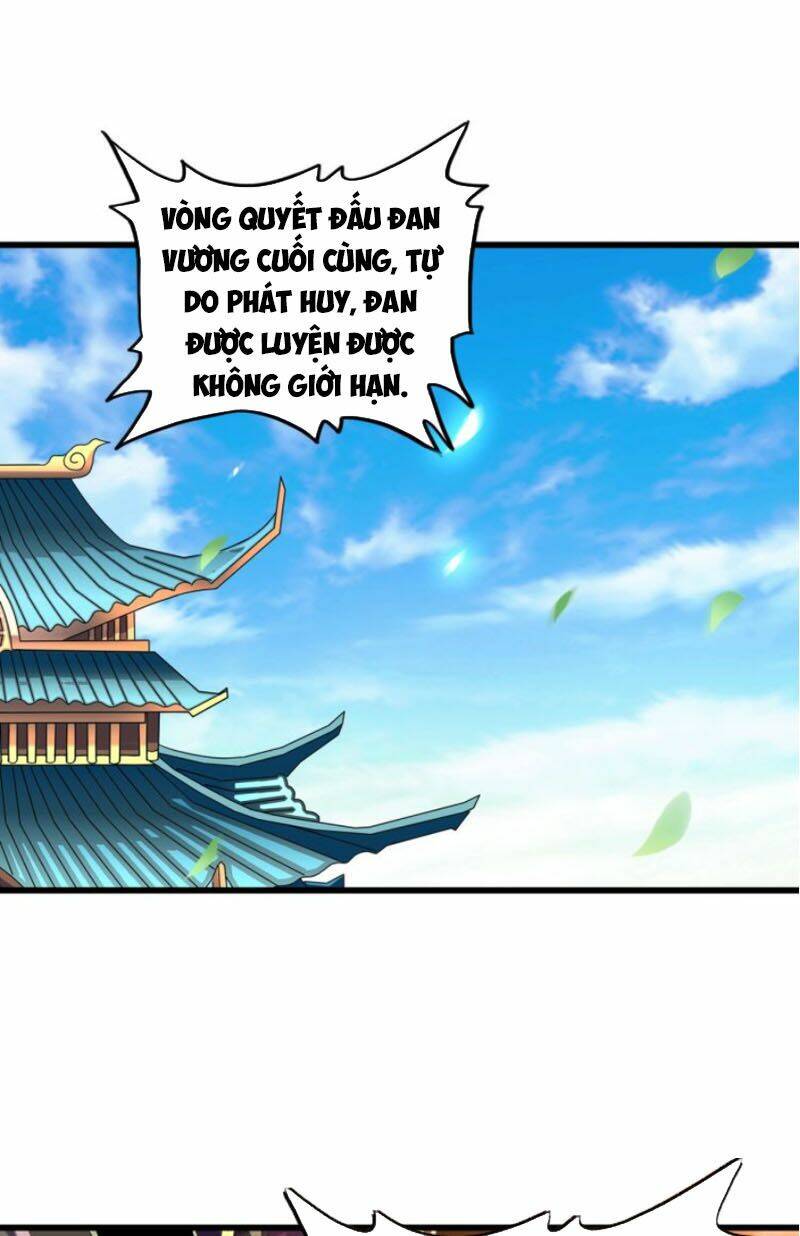 VÒNG QUYẾT ĐẤU ĐAN
VƯƠNG CUỐI CÙNG, TỰ
DO PHÁT HUY, ĐAN
ĐƯỢC LUYỆN ĐƯỢC
KHÔNG GIỚI HẠN.